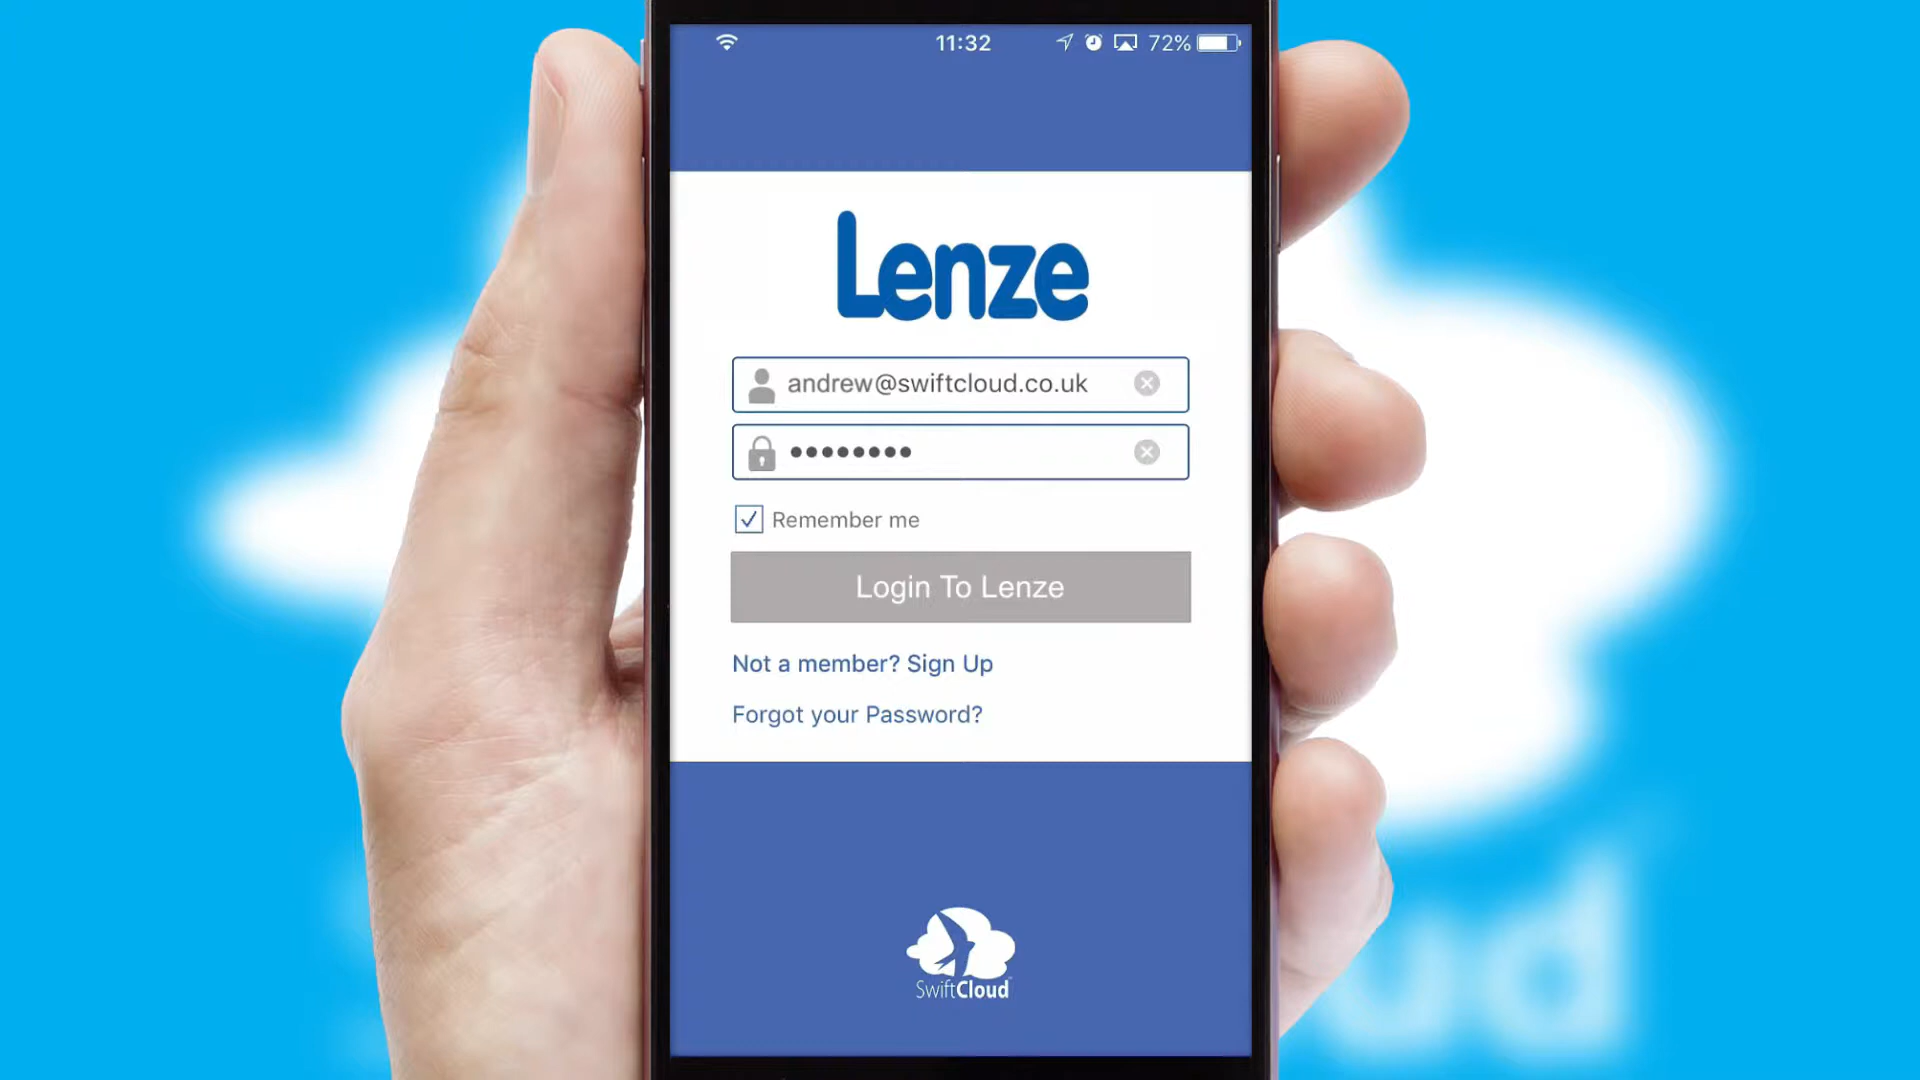 11:32 72%
Lenze
andrew@swiftcloud.co.uk
••••••••
Remember me
Login To Lenze
Not a member? Sign Up
Forgot your Password?
SwiftCloud
ud